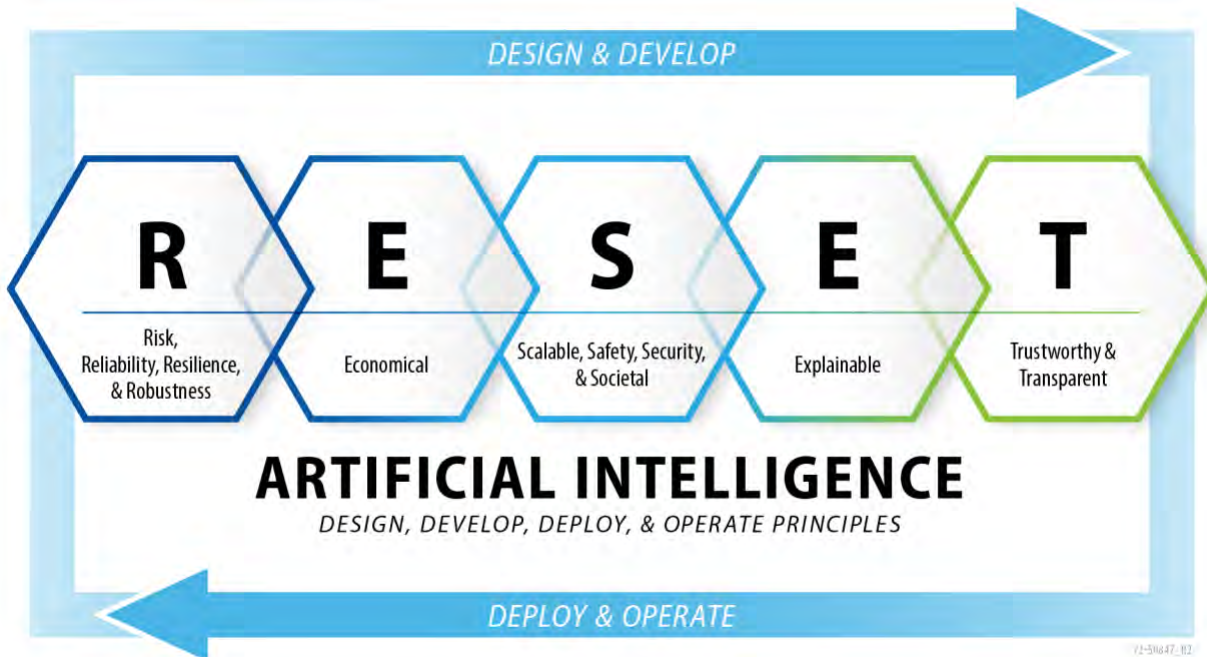 DESIGN & DEVELOP
R
E
S
E
T
Risk,
Reliability, Resilience,
& Robustness
Economical
Scalable, Safety, Security,
& Societal
Explainable
Trustworthy &
Transparent
ARTIFICIAL INTELLIGENCE
DESIGN, DEVELOP, DEPLOY, & OPERATE PRINCIPLES
DEPLOY & OPERATE